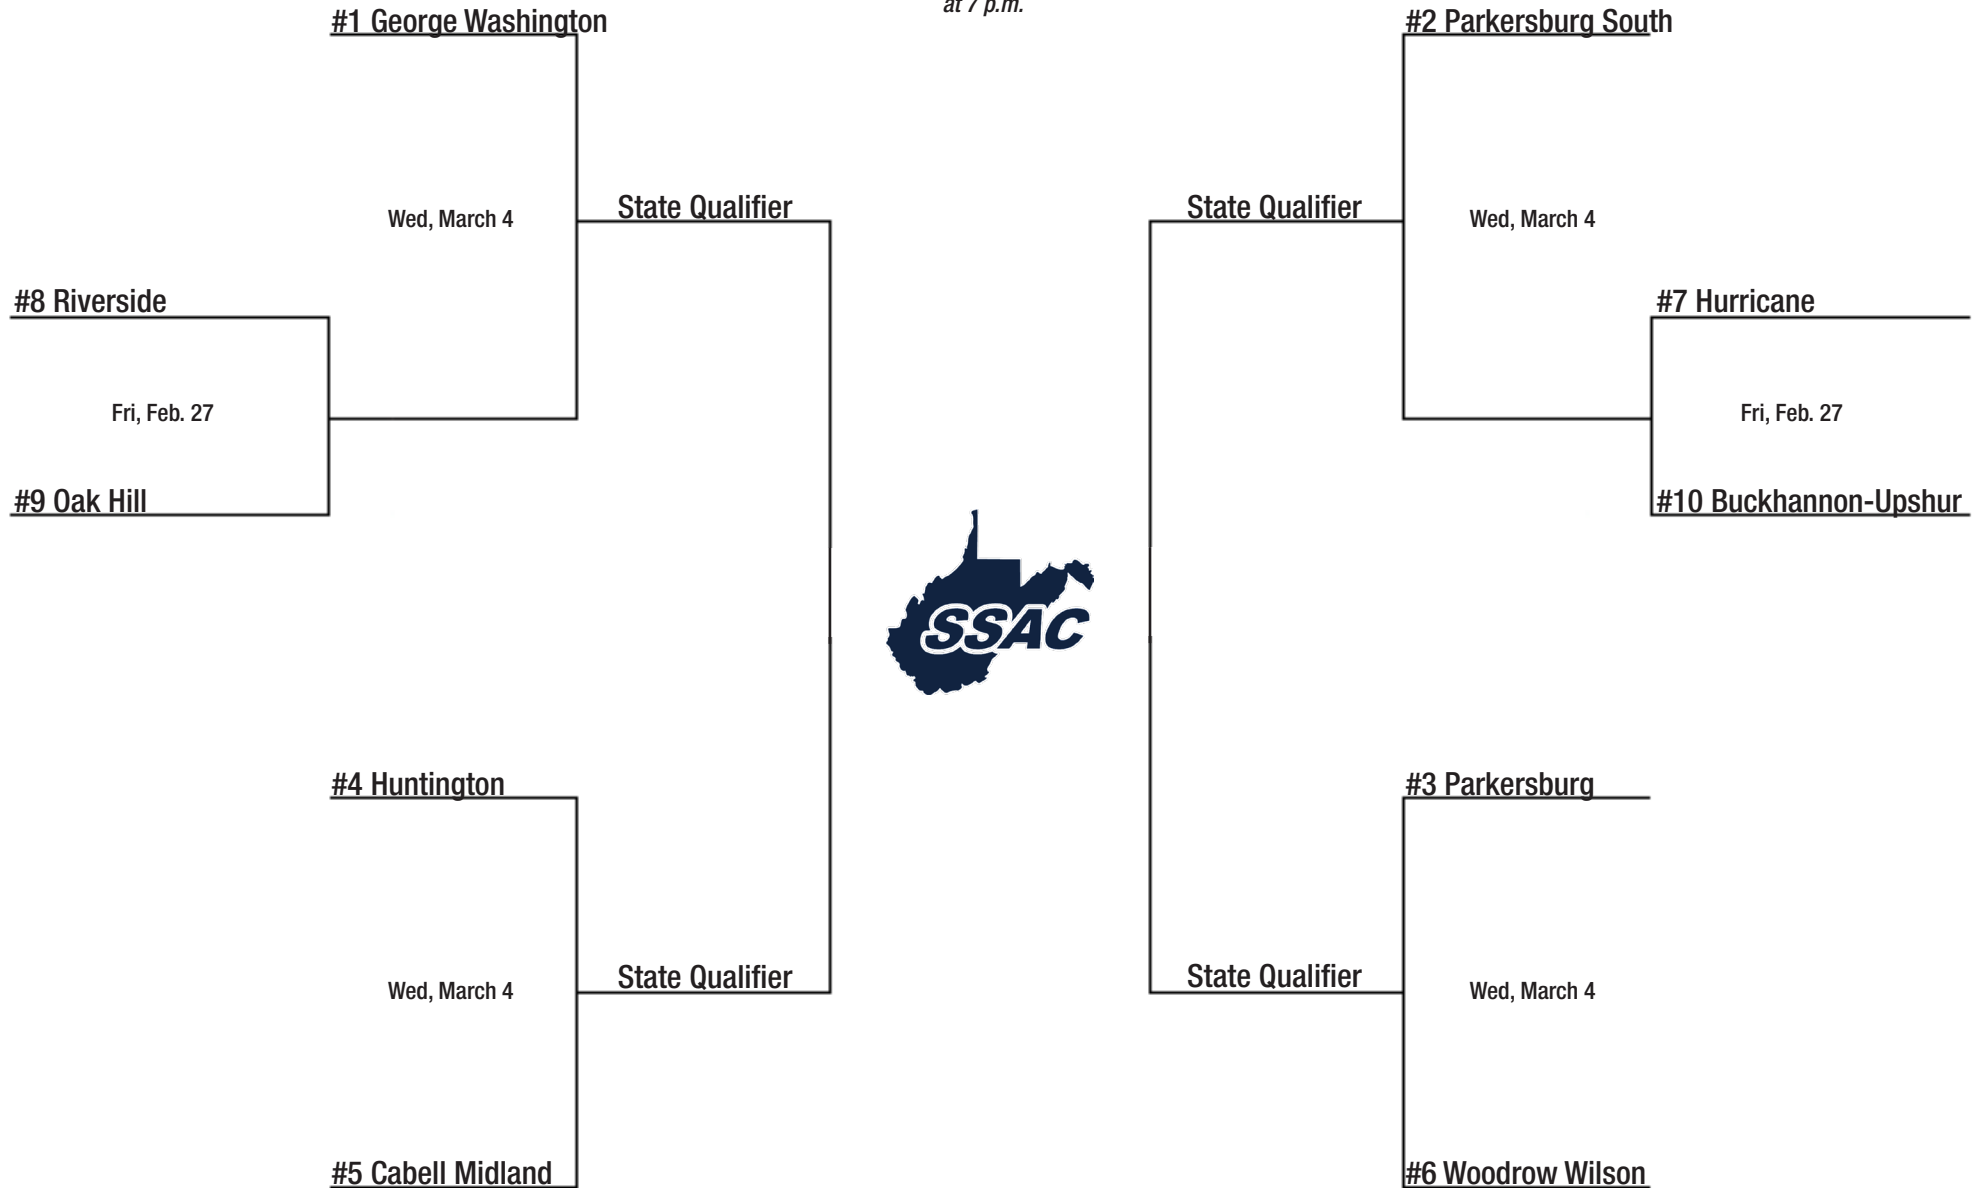 at 7 p.m.
#1 George Washington
#2 Parkersburg South
State Qualifier
State Qualifier
Wed, March 4
Wed, March 4
#8 Riverside
#7 Hurricane
Fri, Feb. 27
Fri, Feb. 27
#9 Oak Hill
#10 Buckhannon-Upshur
SSAC
#4 Huntington
#3 Parkersburg
State Qualifier
State Qualifier
Wed, March 4
Wed, March 4
#5 Cabell Midland
#6 Woodrow Wilson